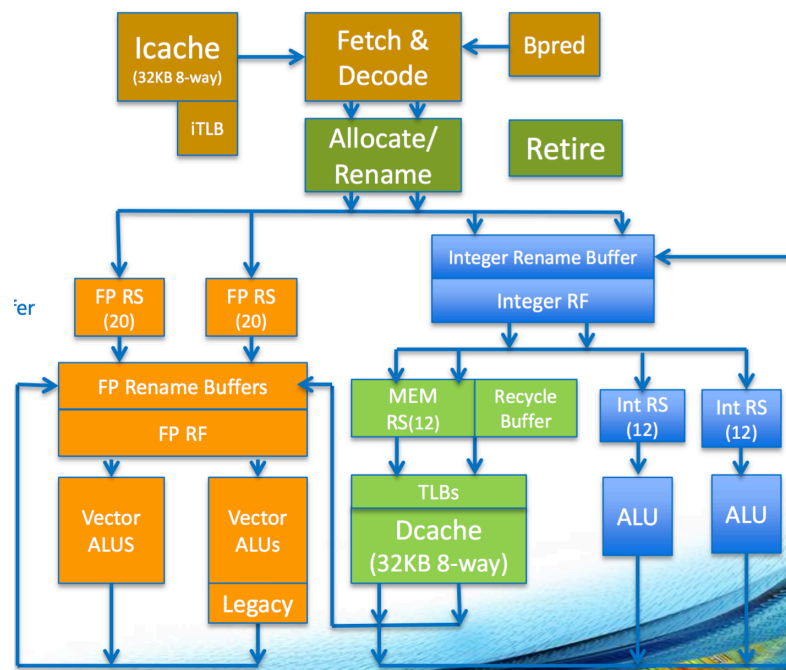 Icache
(32KB 8-way)
iTLB
Fetch &
Decode
Bpred
Allocate/
Rename
Retire
Integer Rename Buffer
Integer RF
FP RS
(20)
FP RS
(20)
fer
FP Rename Buffers
FP RF
MEM
RS(12)
Recycle
Buffer
Int RS
(12)
Int RS
(12)
Vector
ALUS
Vector
ALUs
Legacy
TLBs
Dcache
(32KB 8-way)
ALU
ALU